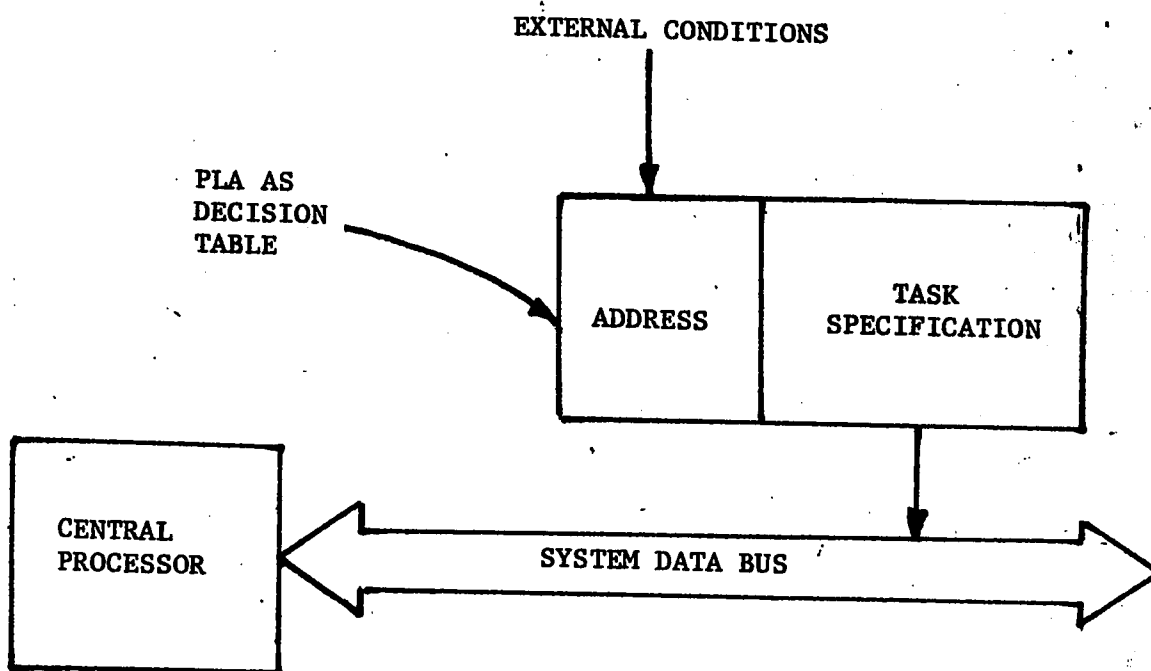 EXTERNAL CONDITIONS
PLA AS
DECISION
TABLE
ADDRESS
TASK
SPECIFICATION
CENTRAL
PROCESSOR
SYSTEM DATA BUS